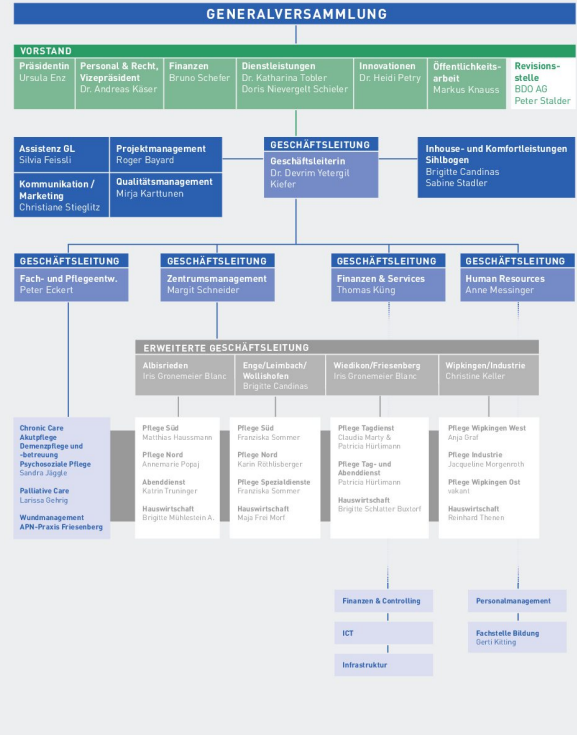 GENERALVERSAMMLUNG
VORSTAND
Präsidentin
Ursula Enz
Personal & Recht,
Vizepräsident
Dr. Andreas Käser
Finanzen
Bruno Schefer
Dienstleistungen
Dr. Katharina Tobler
Doris Nievergelt Schieler
Innovationen
Dr. Heidi Petry
Öffentlichkeits-
arbeit
Markus Knauss
Revisions-
stelle
BDO AG
Peter Stalder
Assistenz GL
Silvia Feissli
Projektmanagement
Roger Bayard
Kommunikation /
Marketing
Christiane Stieglitz
Qualitätsmanagement
Mirja Karttunen
GESCHÄFTSLEITUNG
Geschäftsleiterin
Dr. Devrim Yetergil
Kiefer
Inhouse- und Komfortleistungen
Sihlbogen
Brigitte Candinas
Sabine Stadler
GESCHÄFTSLEITUNG
Fach- und Pflegeentw.
Peter Eckert
GESCHÄFTSLEITUNG
Zentrumsmanagement
Margit Schneider
GESCHÄFTSLEITUNG
Finanzen & Services
Thomas Küng
GESCHÄFTSLEITUNG
Human Resources
Anne Messinger
ERWEITERTE GESCHÄFTSLEITUNG
Albisrieden
Iris Gronemeier Blanc
Enge/Leimbach/
Wollishofen
Brigitte Candinas
Wiedikon/Friesenberg
Iris Gronemeier Blanc
Wipkingen/Industrie
Christine Keller
Chronic Care
Akutpflege
Demenzpflege und
-betreuung
Psychosoziale Pflege
Sandra Jäggle
Palliative Care
Larissa Gehrig
Wundmanagement
APN-Praxis Friesenberg
Pflege Süd
Matthias Haussmann
Pflege Nord
Annemarie Popaj
Abenddienst
Katrin Truninger
Hauswirtschaft
Brigitte Mühlestein A.
Pflege Süd
Franziska Sommer
Pflege Nord
Karin Röthlisberger
Pflege Spezialdienste
Franziska Sommer
Hauswirtschaft
Maja Frei Morf
Pflege Tagdienst
Claudia Marty &
Patricia Hürlimann
Pflege Tag- und
Abenddienst
Patricia Hürlimann
Hauswirtschaft
Brigitte Schlatter Buxtorf
Pflege Wipkingen West
Anja Graf
Pflege Industrie
Jacqueline Morgenroth
Pflege Wipkingen Ost
vakant
Hauswirtschaft
Reinhard Thenen
Finanzen & Controlling
ICT
Infrastruktur
Personalmanagement
Fachstelle Bildung
Gerti Kitting